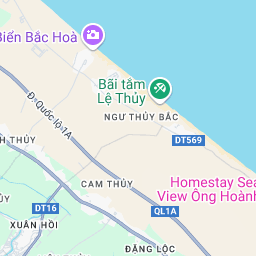 Biển Bắc Hoà
Bãi tắm
Lệ Thủy
NGƯ THỦY BẮC
Đ. Quốc lộ 1A
DT569
H THỦY
CAM THỦY
Homestay Sea
View Ông Hoành
DT16
QL1A
XUÂN HỒI
ĐẶNG LỘC